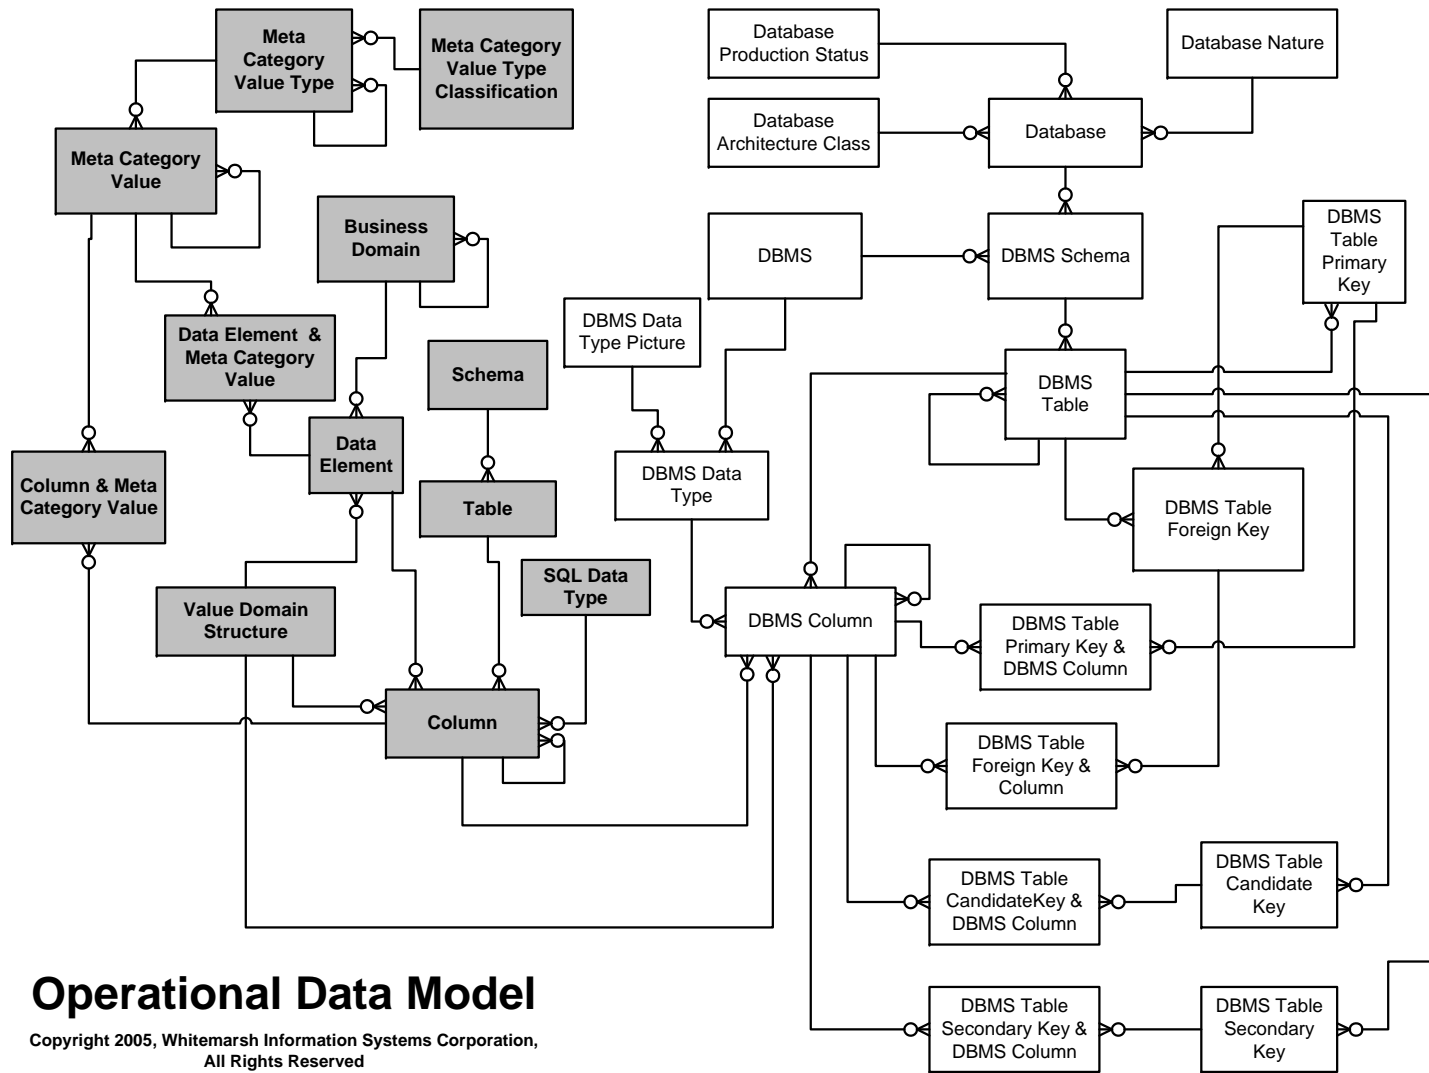 Meta
Category
Value Type
Meta Category
Value Type
Classification
Database
Production Status
Database Nature
Database
Architecture Class
Database
Meta Category
Value
Business
Domain
DBMS
DBMS Schema
DBMS
Table
Primary
Key
DBMS Data
Type Picture
Data Element &
Meta Category
Value
Schema
DBMS
Table
Data
Element
DBMS Data
Type
Column & Meta
Category Value
Table
DBMS Table
Foreign Key
SQL Data
Type
Value Domain
Structure
DBMS Column
DBMS Table
Primary Key &
DBMS Column
Column
DBMS Table
Foreign Key &
Column
DBMS Table
CandidateKey &
DBMS Column
DBMS Table
Candidate
Key
DBMS Table
Secondary Key &
DBMS Column
DBMS Table
Secondary
Key
Operational Data Model
Copyright 2005, Whitemarsh Information Systems Corporation,
All Rights Reserved